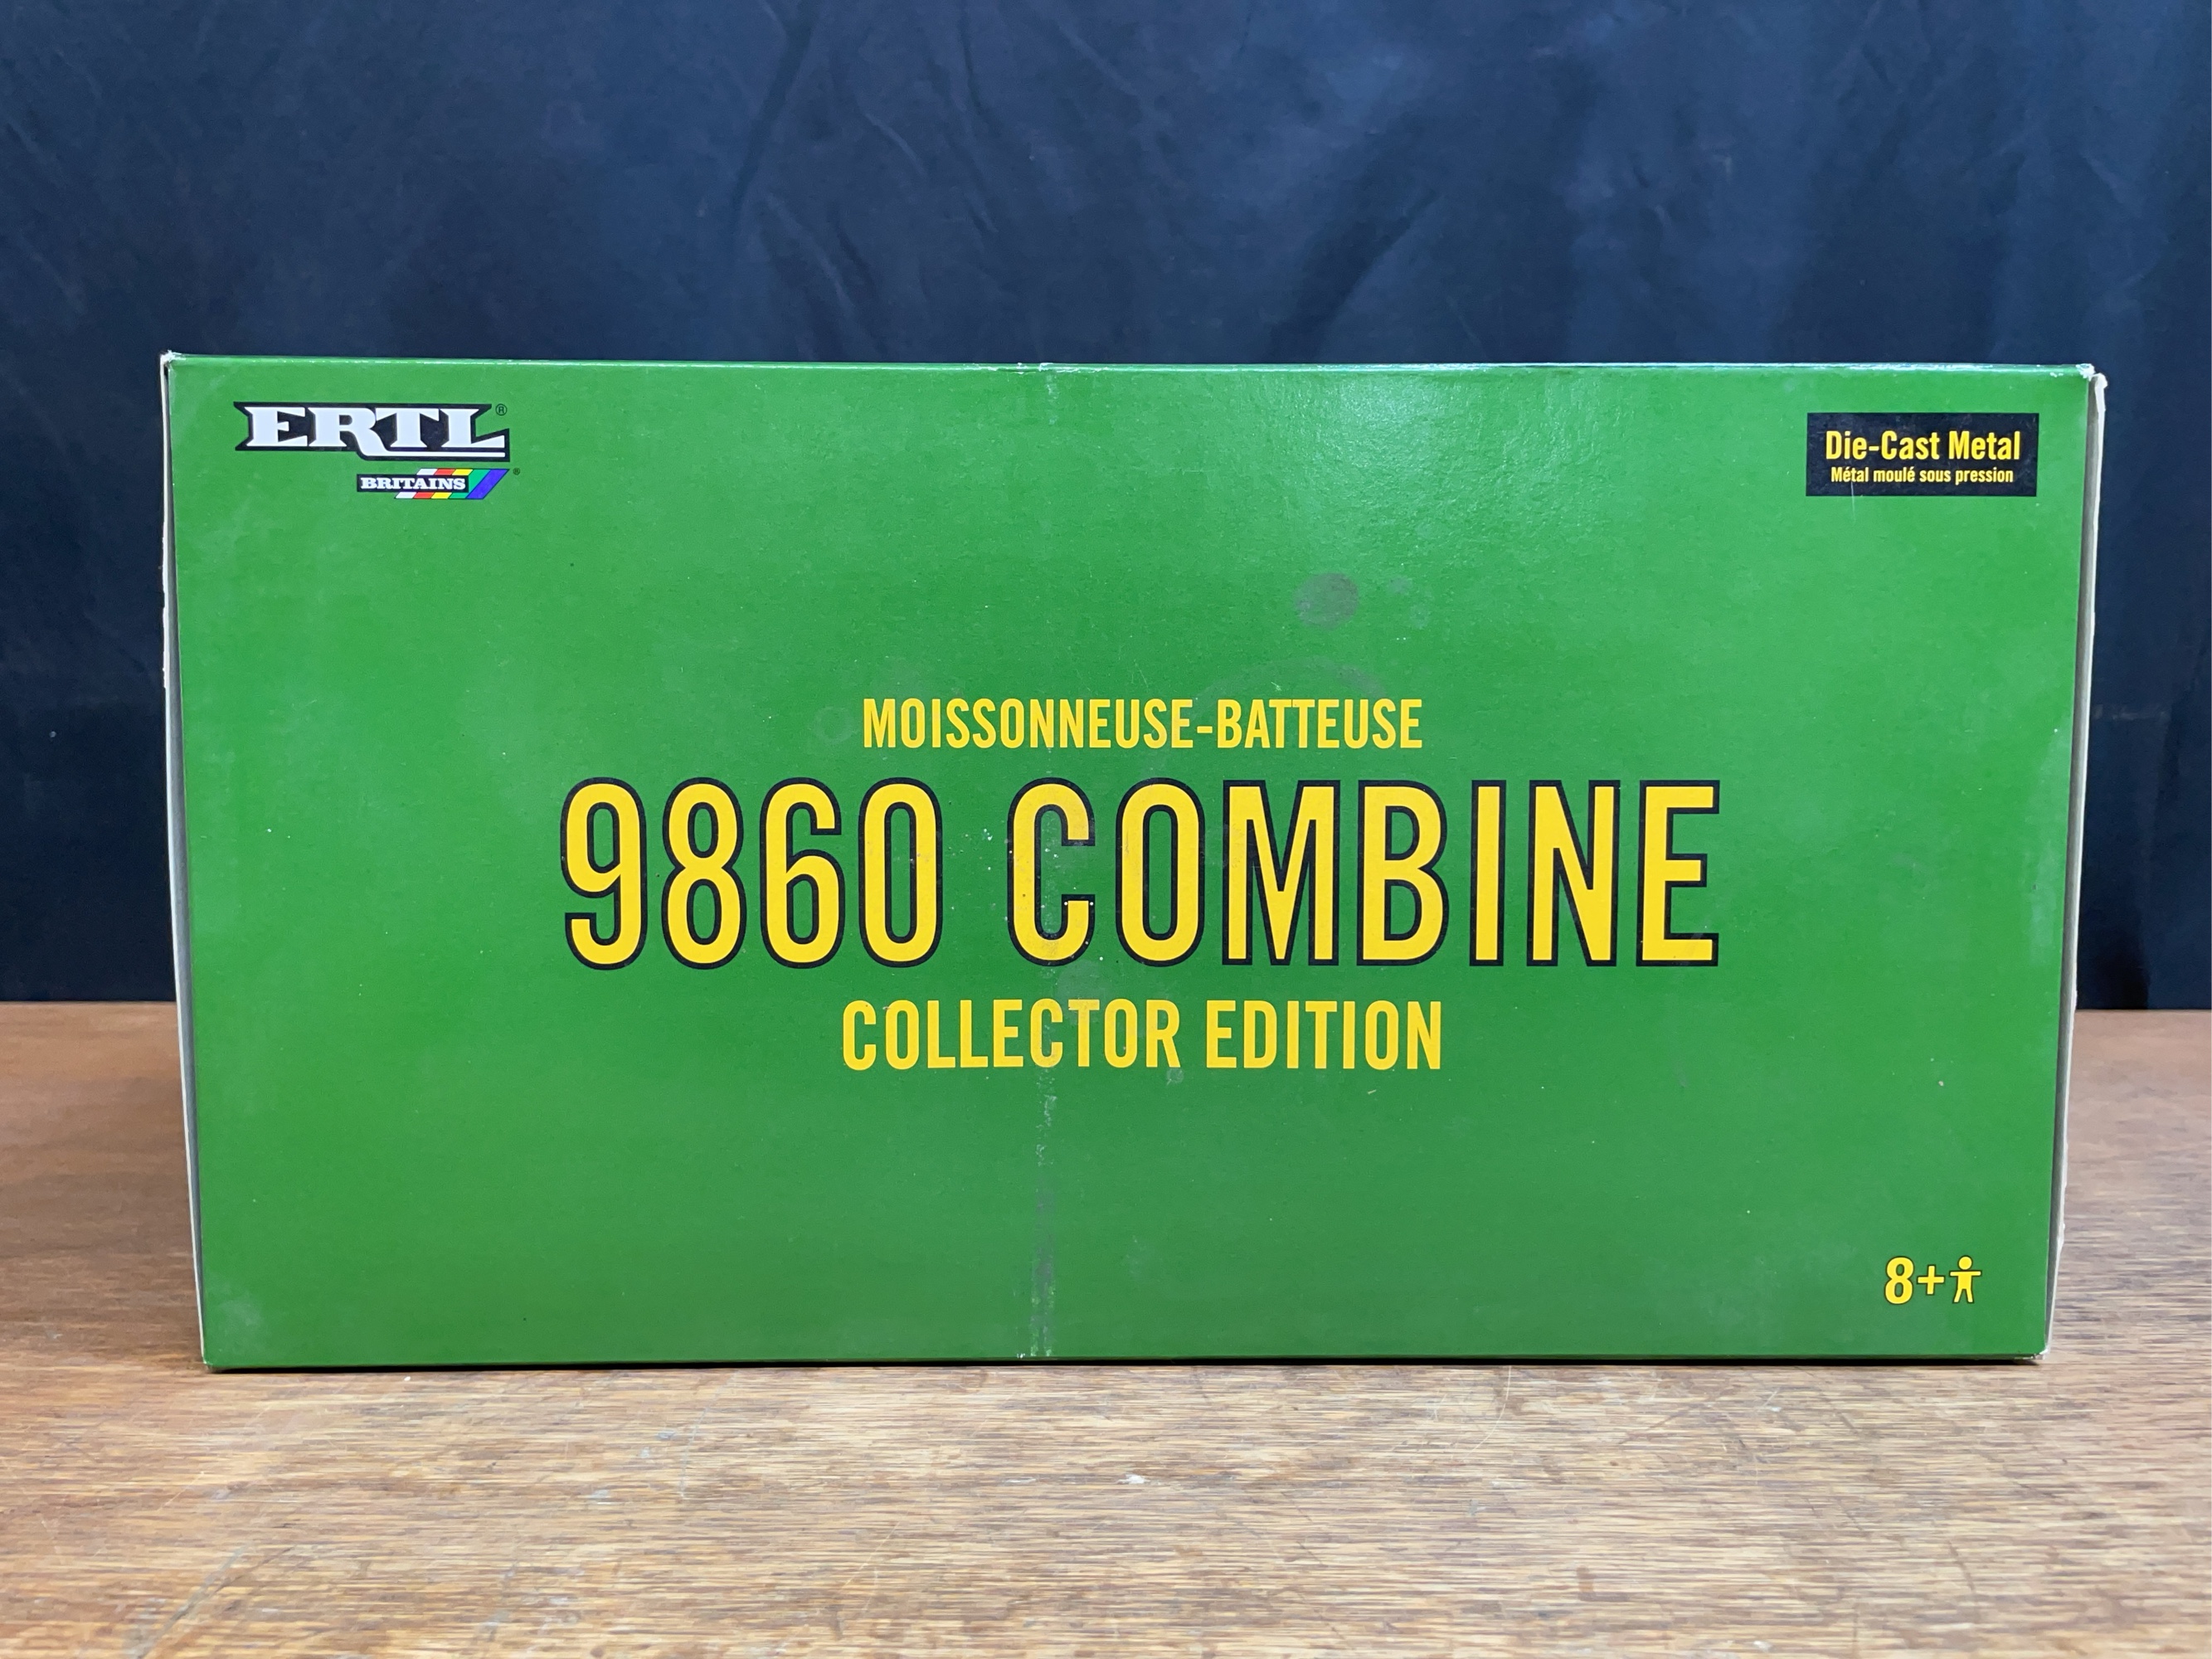 ERTL®
BRITAINS®
Die-Cast Metal
Métal moulé sous pression
MOISSONNEUSE-BATTEUSE
9860 COMBINE
COLLECTOR EDITION
8+